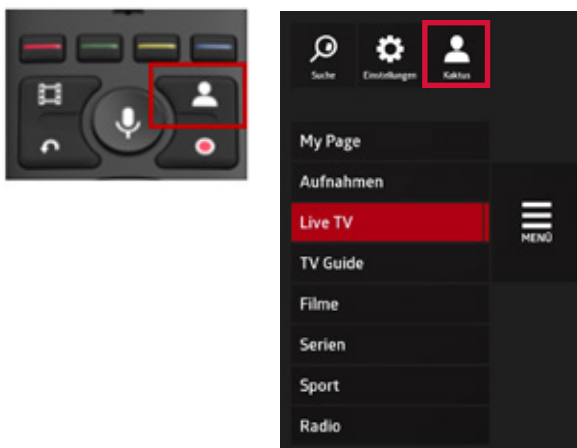 Suche Einstellungen Kaktus
My Page
Aufnahmen
Live TV
MENÜ
TV Guide
Filme
Serien
Sport
Radio